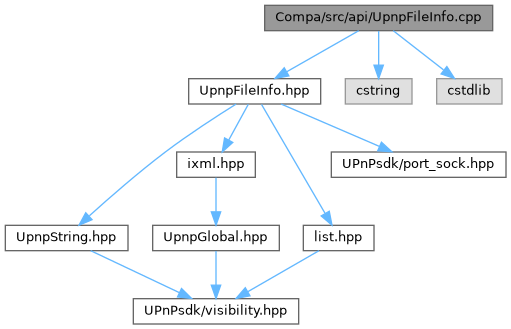 Compa/src/api/UpnpFileInfo.cpp
UpnpFileInfo.hpp
cstring
cstdlib
ixml.hpp
UPnPsdk/port_sock.hpp
UpnpString.hpp
UpnpGlobal.hpp
list.hpp
UPnPsdk/visibility.hpp